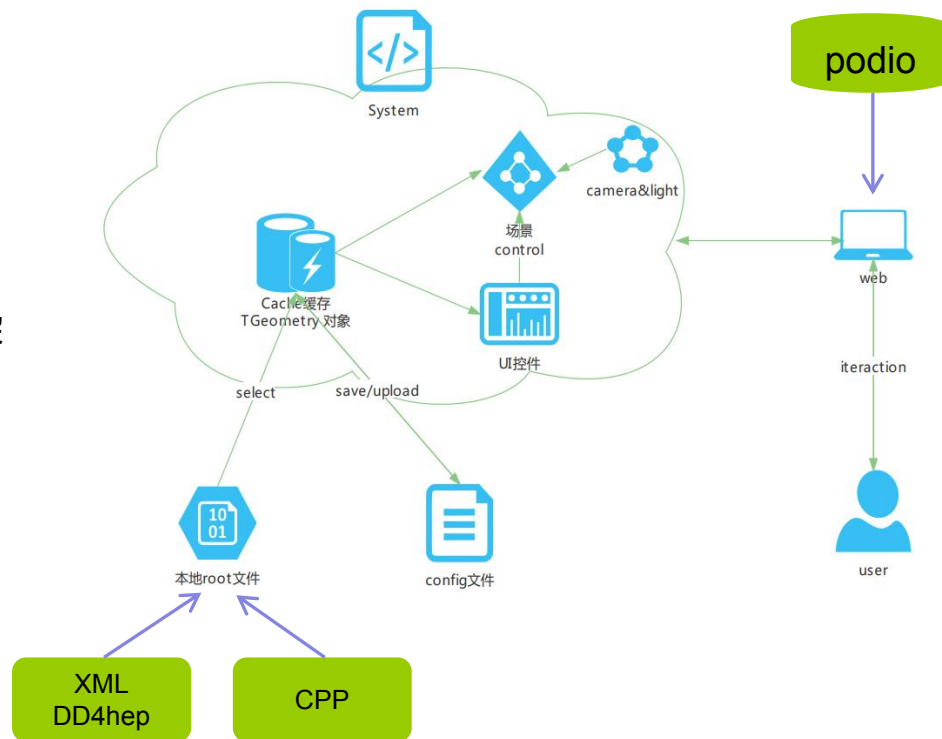 </>
System
podio
camera&light
场景
control
web
Cache缓存
TGeometry 对象
UI控件
select
save/upload
iteraction
10
01
本地root文件
config文件
user
XML
DD4hep
CPP